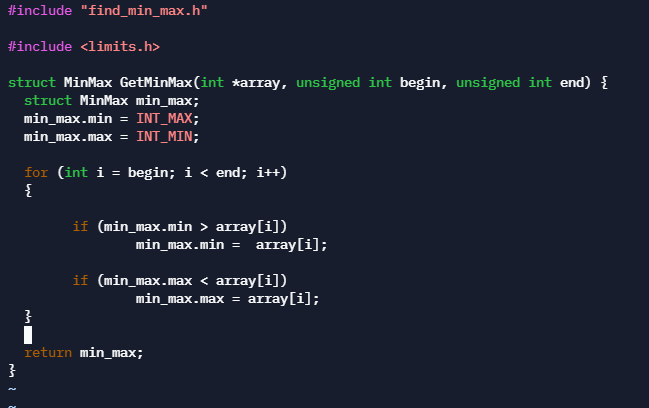 #include "find_min_max.h"
#include <limits.h>
struct MinMax GetMinMax(int *array, unsigned int begin, unsigned int end) {
  struct MinMax min_max;
  min_max.min = INT_MAX;
  min_max.max = INT_MIN;
  for (int i = begin; i < end; i++)
  {
        if (min_max.min > array[i])
                min_max.min =  array[i];
        if (min_max.max < array[i])
                min_max.max = array[i];
  }
  return min_max;
}
~
~